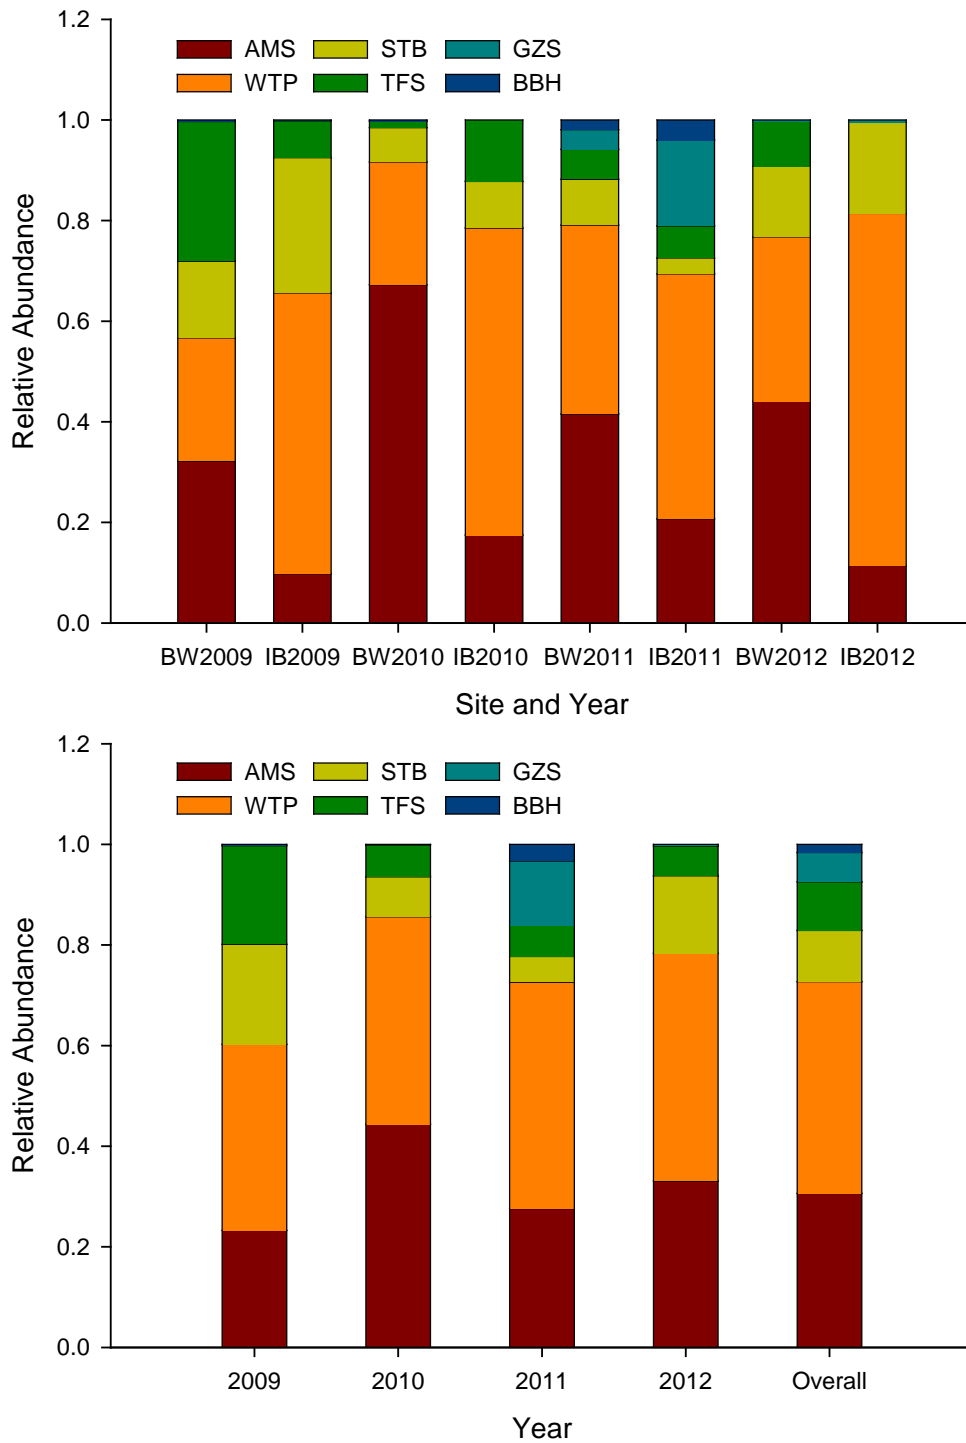 1.2
AMS STB GZS
WTP TFS BBH
1.0
0.8
0.6
0.4
0.2
0.0
Relative Abundance
BW2009 IB2009 BW2010 IB2010 BW2011 IB2011 BW2012 IB2012
Site and Year
1.2
AMS STB GZS
WTP TFS BBH
1.0
0.8
0.6
0.4
0.2
0.0
Relative Abundance
2009 2010 2011 2012 Overall
Year